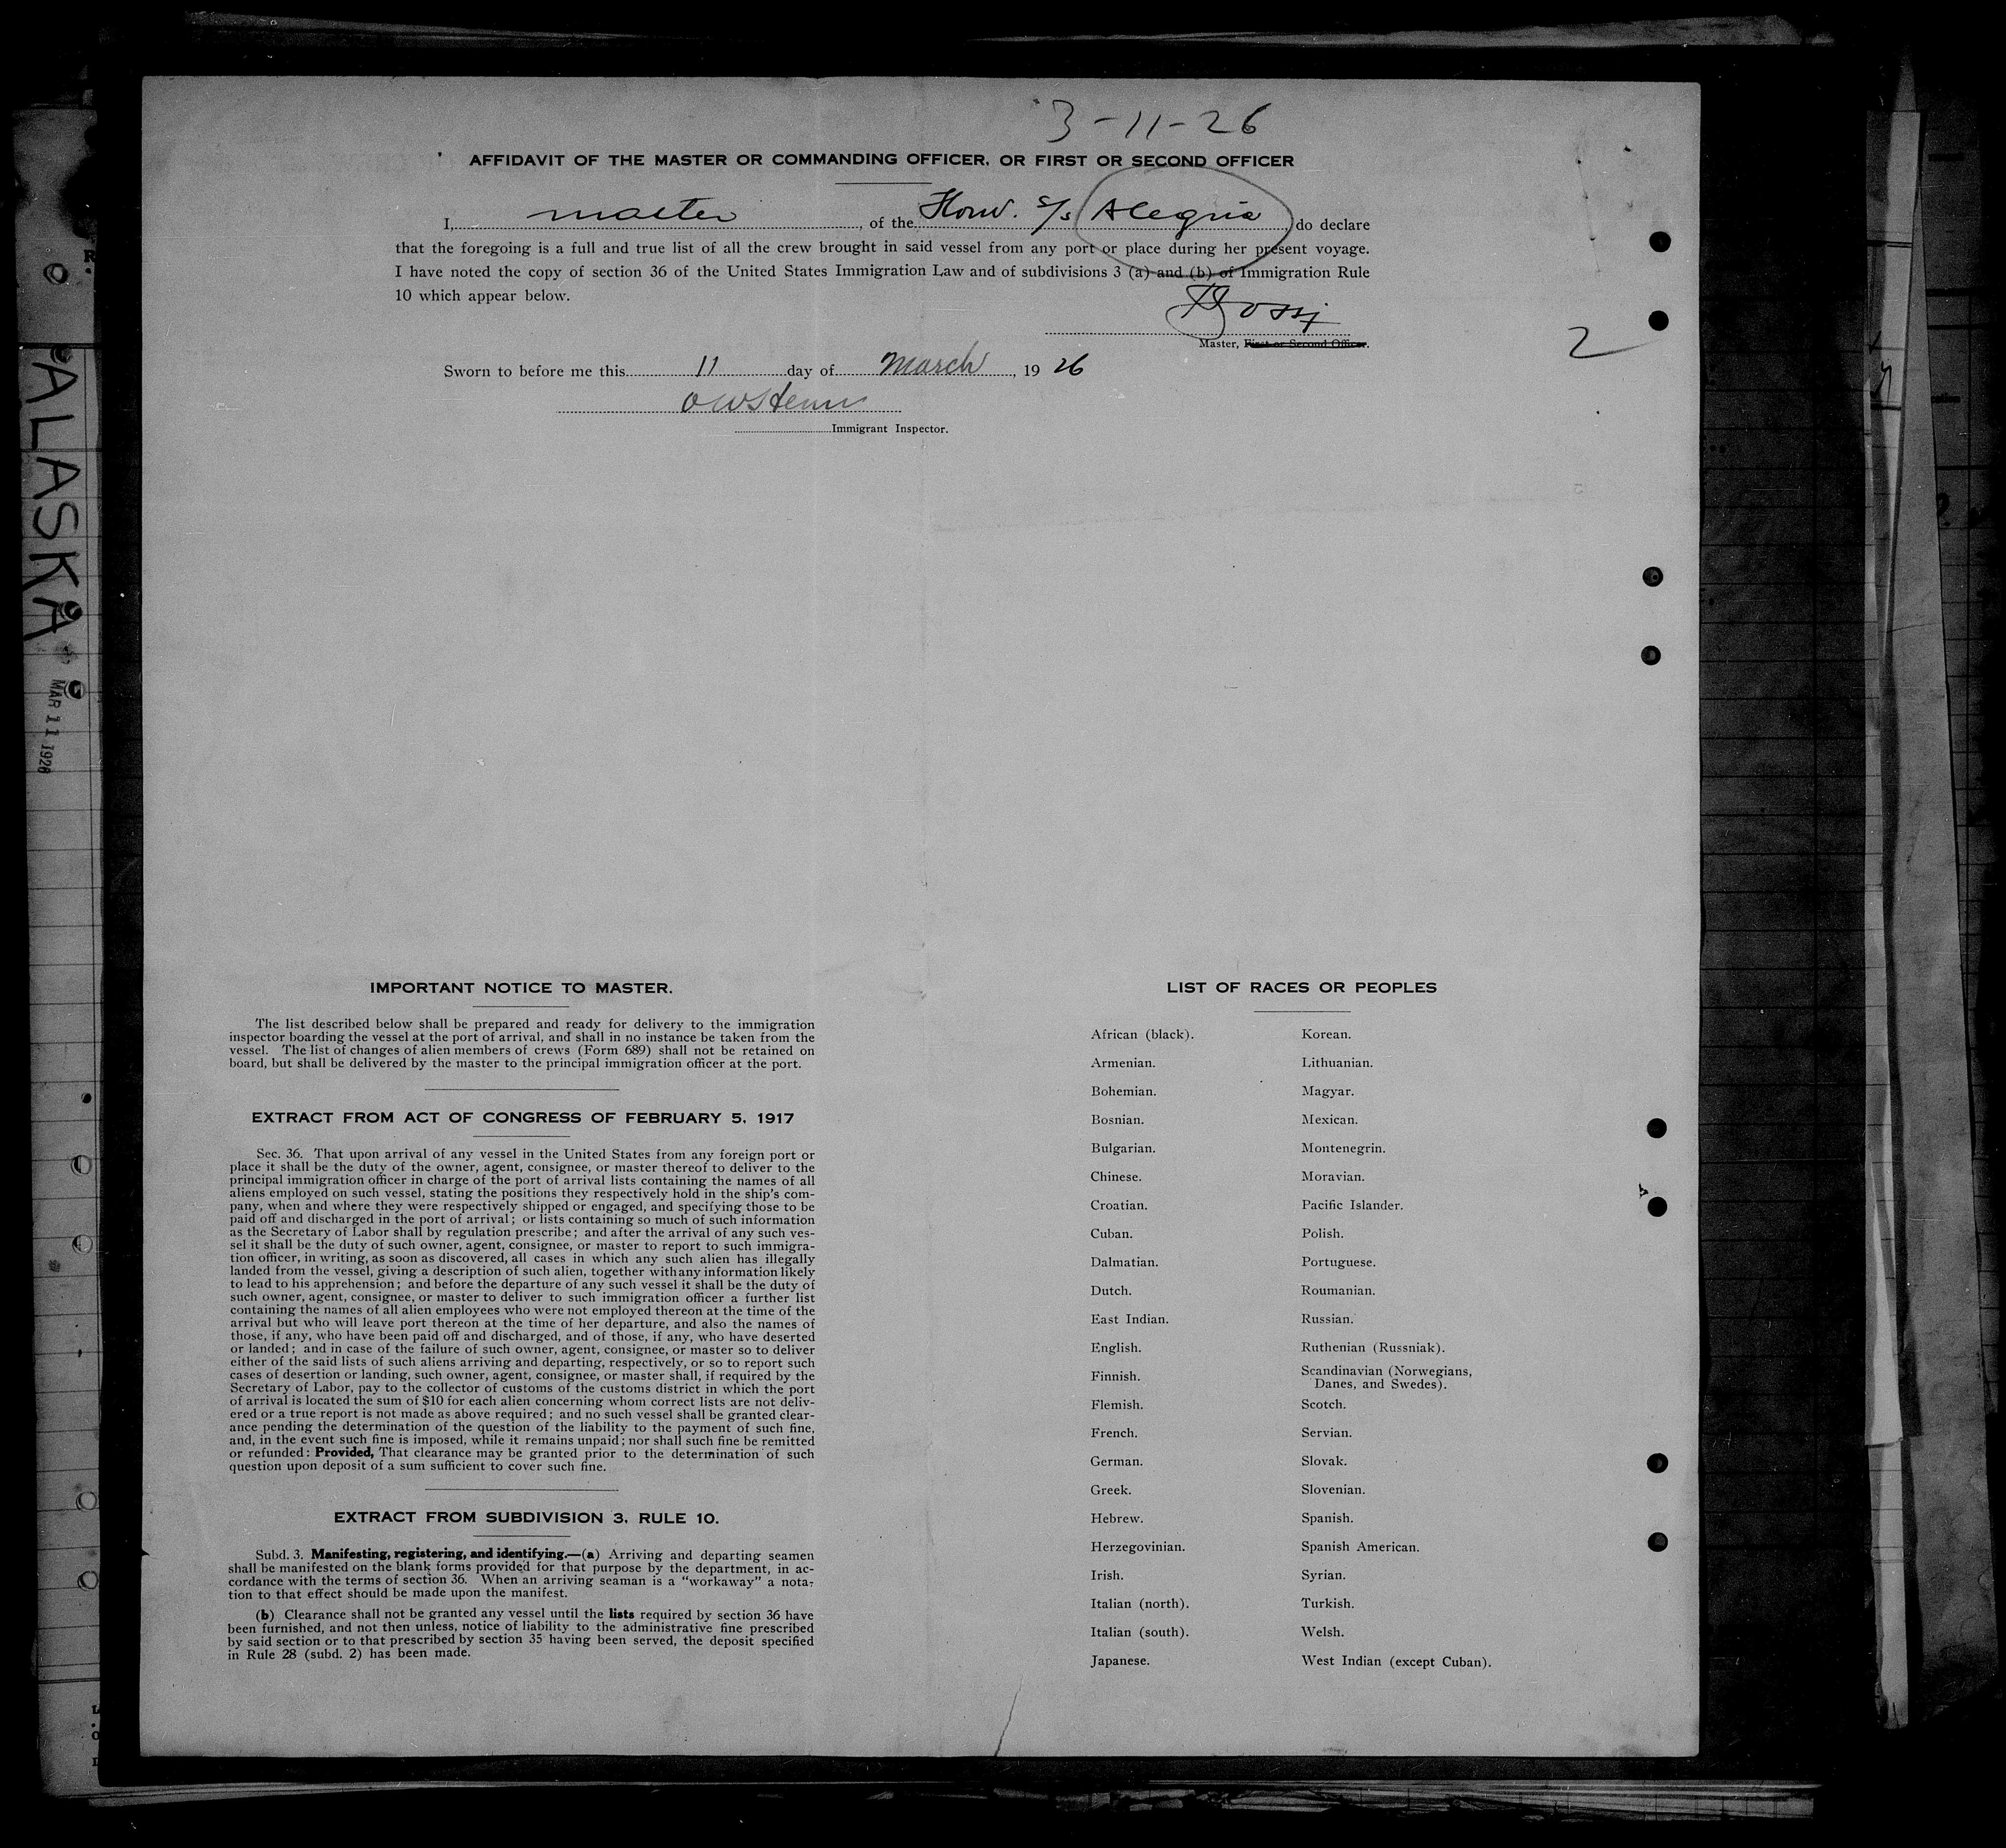 3-11-26
AFFIDAVIT OF THE MASTER OR COMMANDING OFFICER, OR FIRST OR SECOND OFFICER
I, master, of the Hond. s/s Alegria do declare
that the foregoing is a full and true list of all the crew brought in said vessel from any port or place during her present voyage.
I have noted the copy of section 36 of the United States Immigration Law and of subdivisions 3 (a) and (b) of Immigration Rule
10 which appear below.
Master, First or Second Officer.
2
Sworn to before me this 11 day of March, 1926
Immigrant Inspector.
ALASKA
MAR 11 1926
IMPORTANT NOTICE TO MASTER.
The list described below shall be prepared and ready for delivery to the immigration
inspector boarding the vessel at the port of arrival, and shall in no instance be taken from the
vessel. The list of changes of alien members of crews (Form 689) shall not be retained on
board, but shall be delivered by the master to the principal immigration officer at the port.
EXTRACT FROM ACT OF CONGRESS OF FEBRUARY 5, 1917
Sec. 36. That upon arrival of any vessel in the United States from any foreign port or
place it shall be the duty of the owner, agent, consignee, or master thereof to deliver to the
principal immigration officer in charge of the port of arrival lists containing the names of all
aliens employed on such vessel, stating the positions they respectively hold in the ship's com-
pany, when and where they were respectively shipped or engaged, and specifying those to be
paid off and discharged in the port of arrival; or lists containing so much of such information
as the Secretary of Labor shall by regulation prescribe; and after the arrival of any such ves-
sel it shall be the duty of such owner, agent, consignee, or master to report to such immigra-
tion officer, in writing, as soon as discovered, all cases in which any such alien has illegally
landed from the vessel, giving a description of such alien, together with any information likely
to lead to his apprehension; and before the departure of any such vessel it shall be the duty of
such owner, agent, consignee, or master to deliver to such immigration officer a further list
containing the names of all alien employees who were not employed thereon at the time of the
arrival but who will leave port thereon at the time of her departure, and also the names of
those, if any, who have been paid off and discharged, and of those, if any, who have deserted
or landed; and in case of the failure of such owner, agent, consignee, or master so to deliver
either of the said lists of such aliens arriving and departing, respectively, or so to report such
cases of desertion or landing, such owner, agent, consignee, or master shall, if required by the
Secretary of Labor, pay to the collector of customs of the customs district in which the port
of arrival is located the sum of $10 for each alien concerning whom correct lists are not deliv-
ered or a true report is not made as above required; and no such vessel shall be granted clear-
ance pending the determination of the question of the liability to the payment of such fine,
and, in the event such fine is imposed, while it remains unpaid; nor shall such fine be remitted
or refunded: Provided, That clearance may be granted prior to the determination of such
question upon deposit of a sum sufficient to cover such fine.
EXTRACT FROM SUBDIVISION 3, RULE 10.
Subd. 3. Manifesting, registering, and identifying.—(a) Arriving and departing seamen
shall be manifested on the blank forms provided for that purpose by the department, in ac-
cordance with the terms of section 36. When an arriving seaman is a "workaway" a nota-
tion to that effect should be made upon the manifest.
(b) Clearance shall not be granted any vessel until the lists required by section 36 have
been furnished, and not then unless, notice of liability to the administrative fine prescribed
by said section or to that prescribed by section 35 having been served, the deposit specified
in Rule 28 (subd. 2) has been made.
LIST OF RACES OR PEOPLES
African (black).
Armenian.
Bohemian.
Bosnian.
Bulgarian.
Chinese.
Croatian.
Cuban.
Dalmatian.
Dutch.
East Indian.
English.
Finnish.
Flemish.
French.
German.
Greek.
Hebrew.
Herzegovinian.
Irish.
Italian (north).
Italian (south).
Japanese.
Korean.
Lithuanian.
Magyar.
Mexican.
Montenegrin.
Moravian.
Pacific Islander.
Polish.
Portuguese.
Roumanian.
Russian.
Ruthenian (Russniak).
Scandinavian (Norwegians,
Danes, and Swedes).
Scotch.
Servian.
Slovak.
Slovenian.
Spanish.
Spanish American.
Syrian.
Turkish.
Welsh.
West Indian (except Cuban).